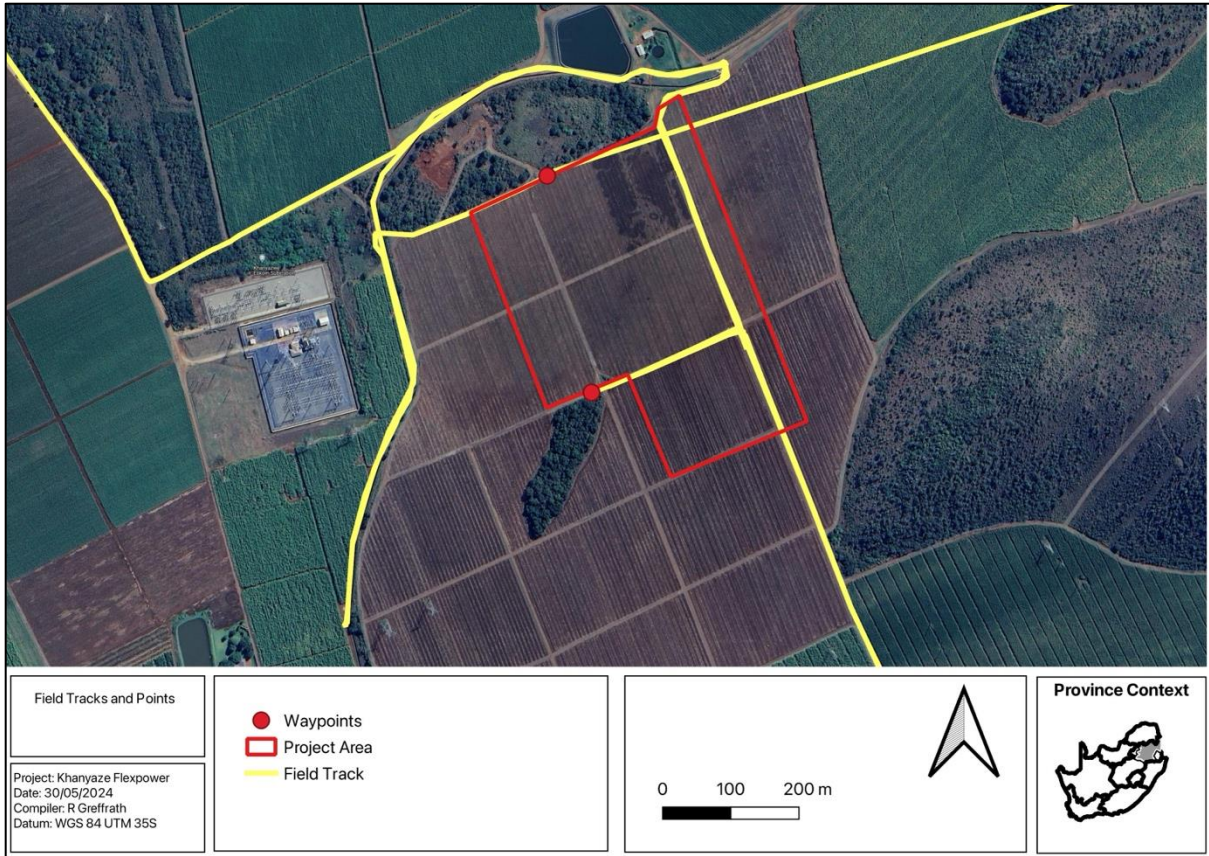 Khanyazwe
Field Tracks and Points
Project: Khanyaze Flexpower
Date: 30/05/2024
Compiler: R Greffrath
Datum: WGS 84 UTM 35S
Waypoints
Project Area
Field Track
0 100 200 m
Province Context